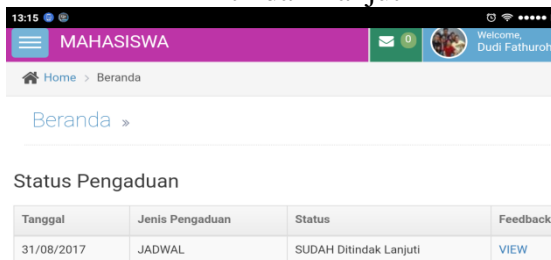 13:15
MAHASISWA 0 Welcome,
Dudi Fathuroh
Home > Beranda
Beranda »
Status Pengaduan
Tanggal Jenis Pengaduan Status Feedback
31/08/2017 JADWAL SUDAH Ditindak Lanjuti VIEW